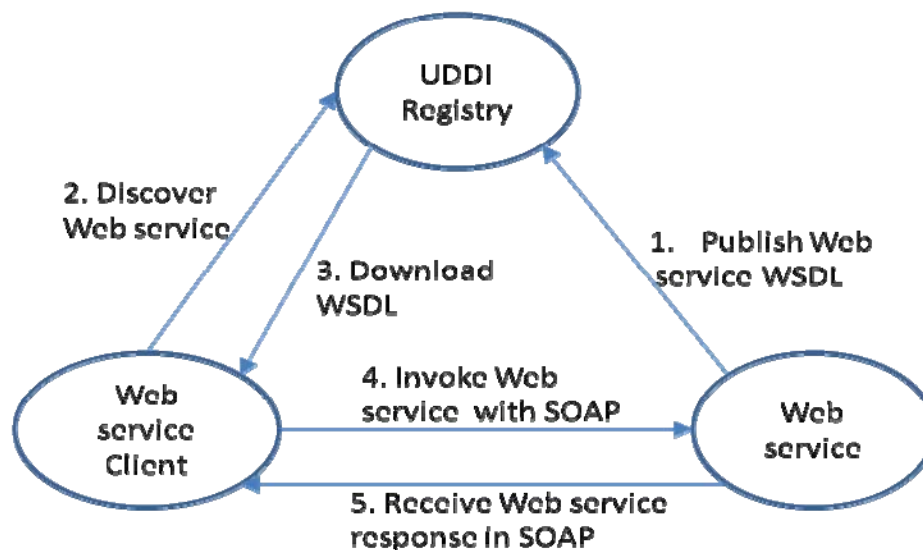 UDDI
Registry
2. Discover
Web service
1. Publish Web
service WSDL
3. Download
WSDL
4. Invoke Web
service with SOAP
Web
service
Client
Web
service
5. Receive Web service
response in SOAP